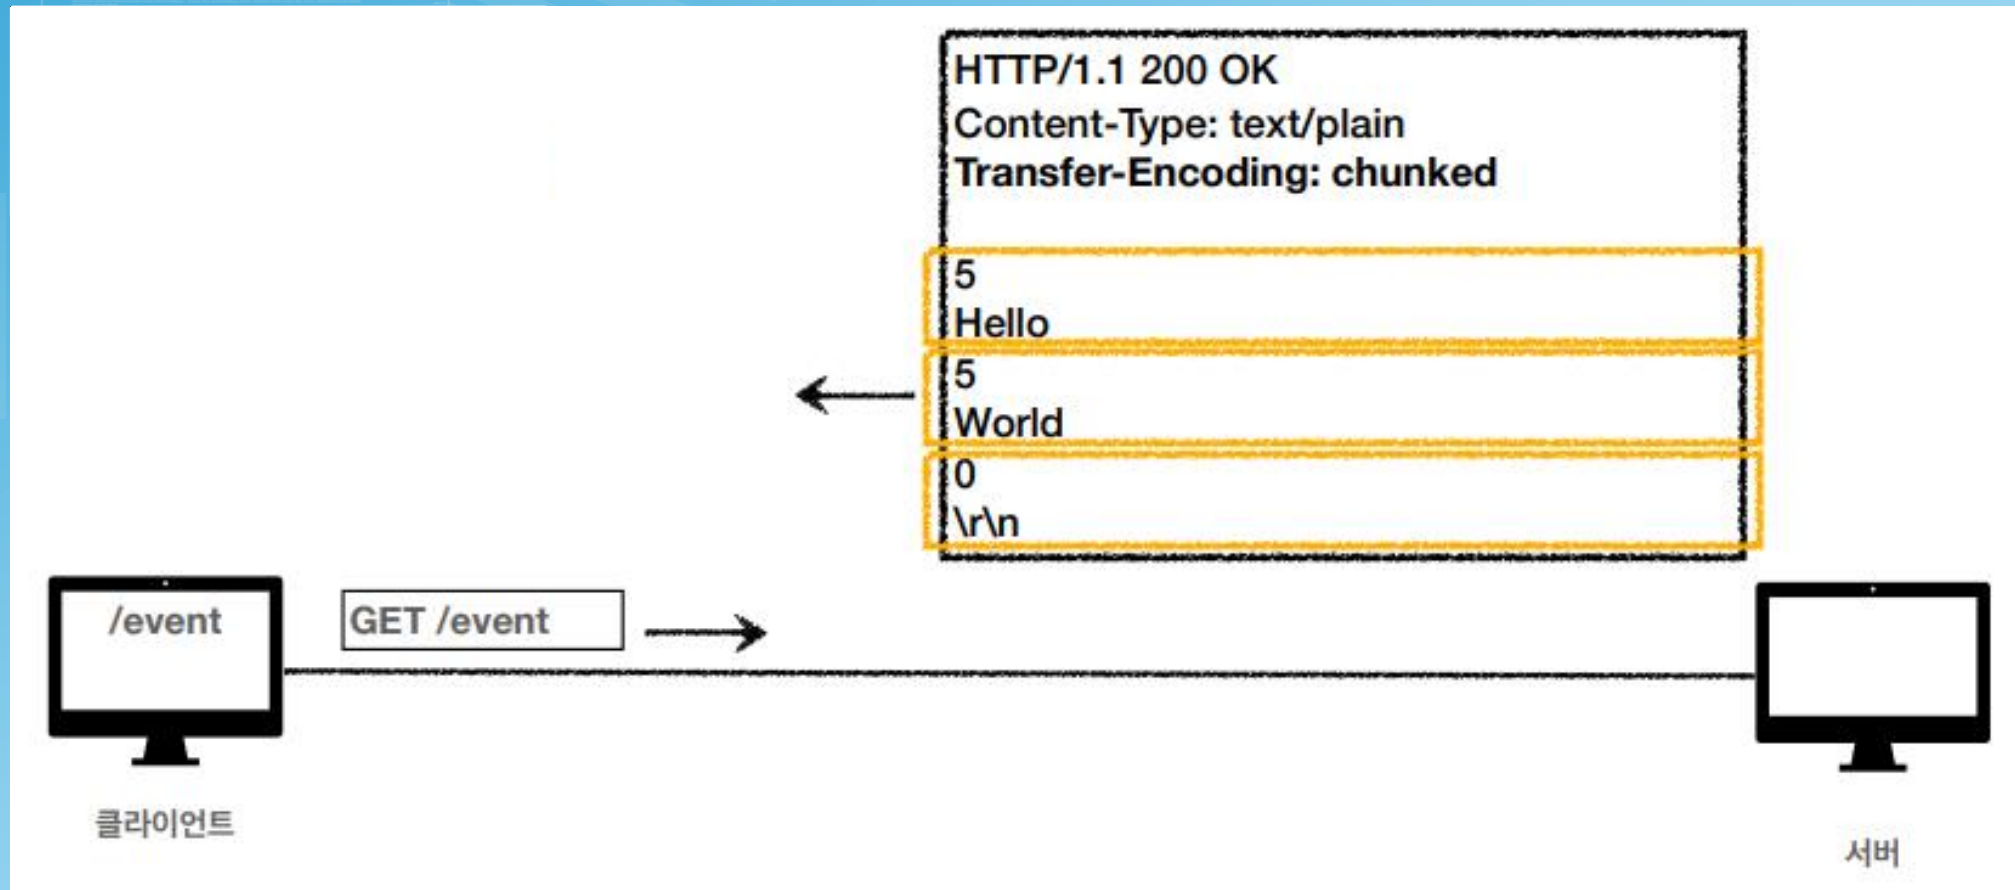 HTTP/1.1 200 OK
Content-Type: text/plain
Transfer-Encoding: chunked
5
Hello
5
World
0
\r\n
/event
GET /event
클라이언트
서버